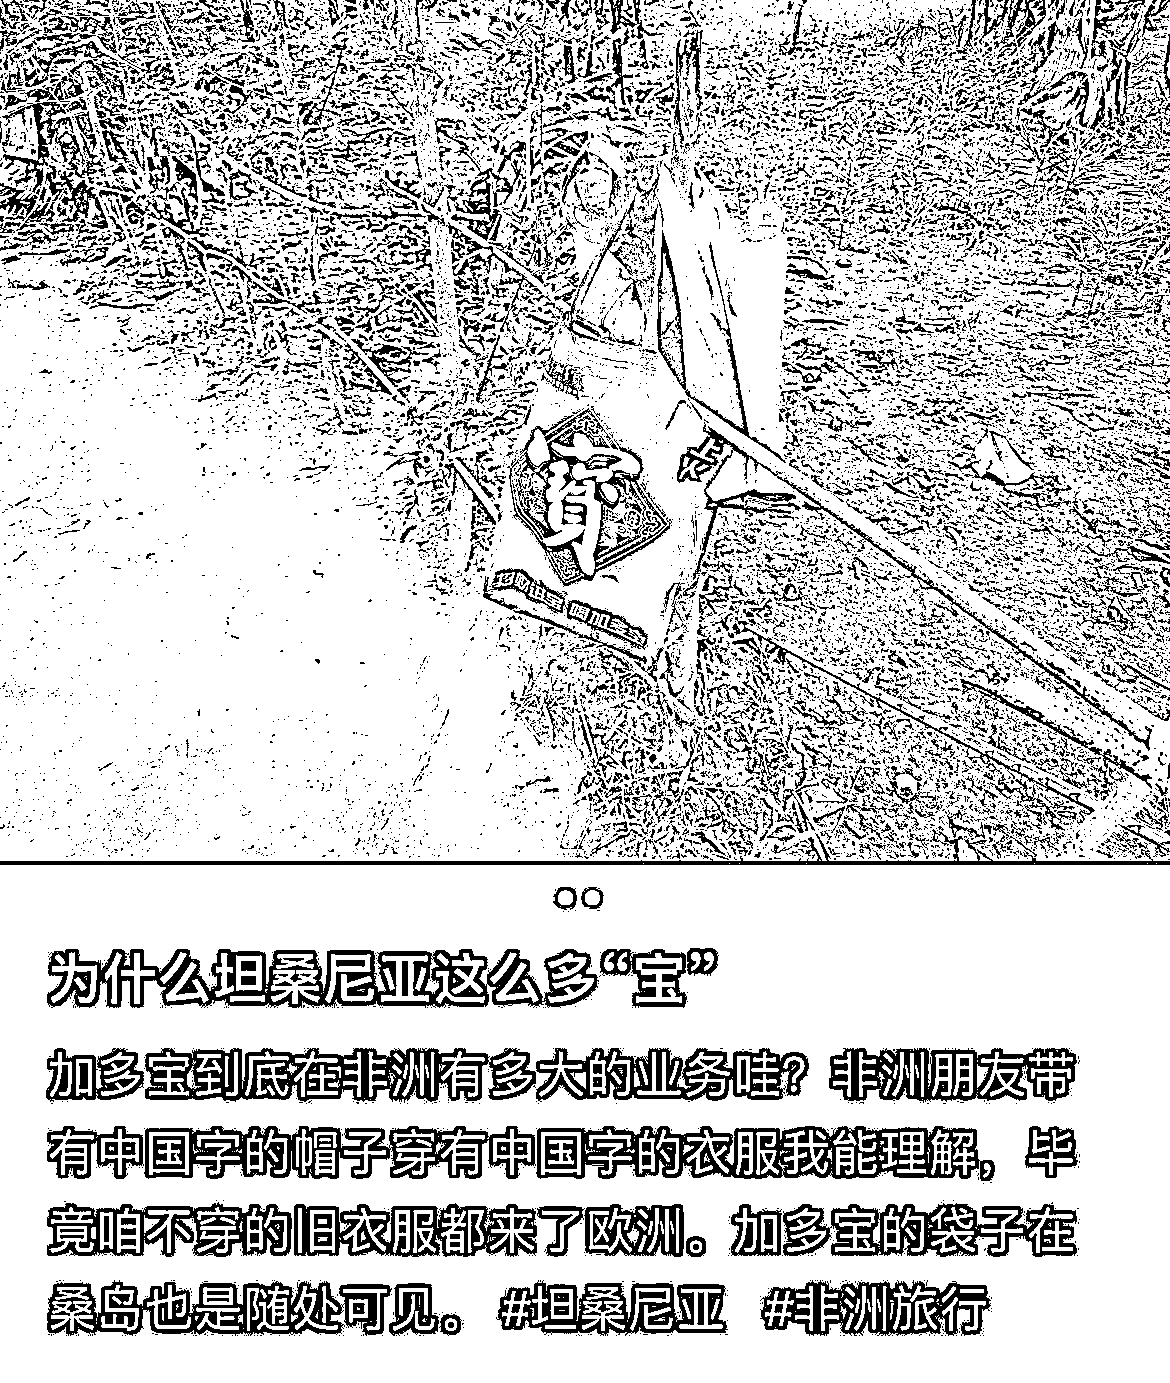 喝加多宝
为什么坦桑尼亚这么多“宝”
加多宝到底在非洲有多大的业务哇？非洲朋友带
有中国字的帽子穿有中国字的衣服我能理解，毕
竟咱不穿的旧衣服都来了欧洲。加多宝的袋子在
桑岛也是随处可见。 #坦桑尼亚 #非洲旅行